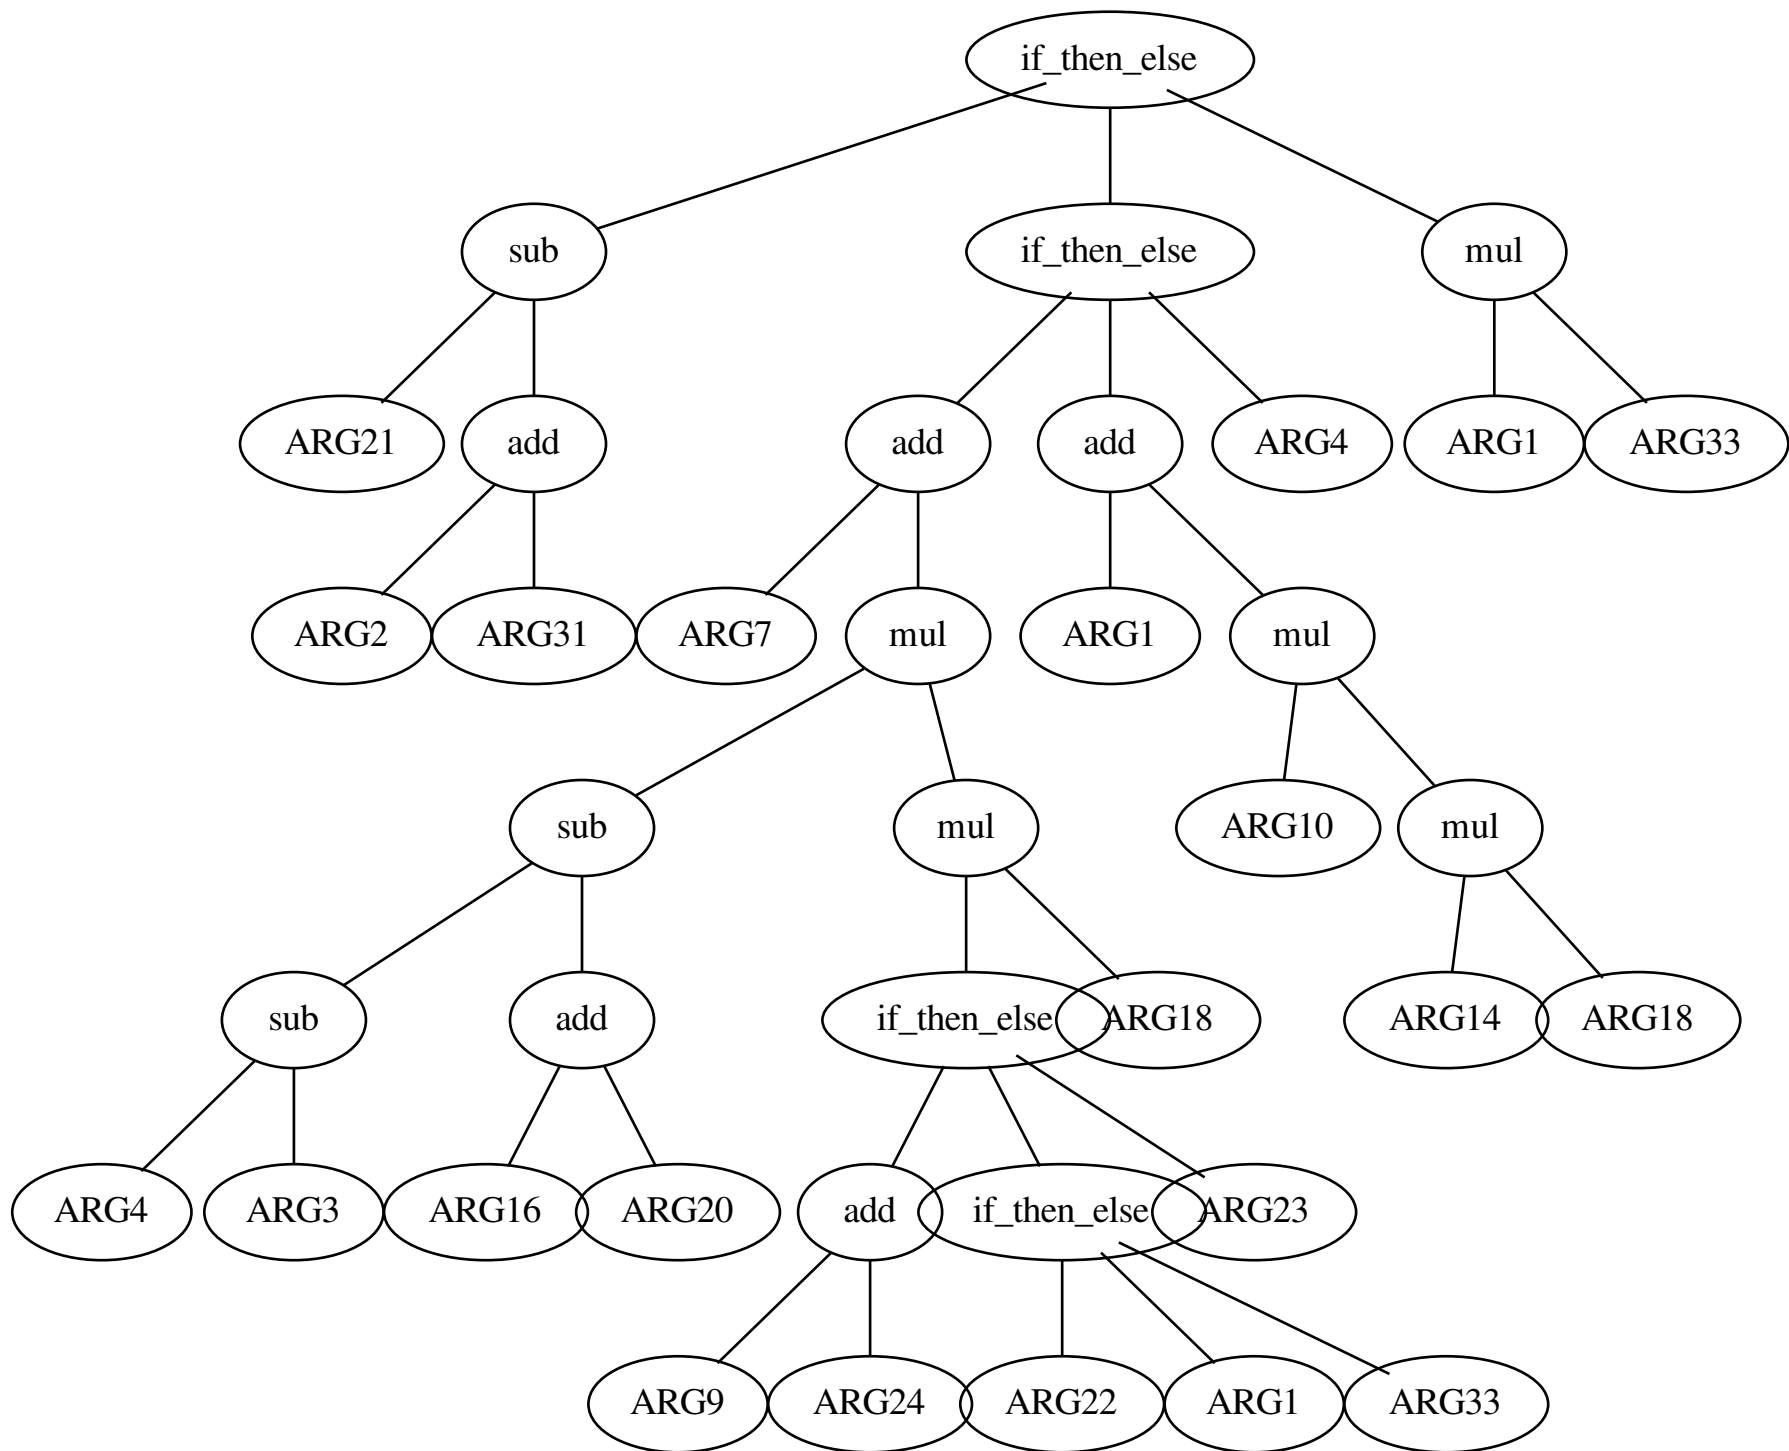 if_then_else
sub if_then_else mul
ARG21 add add add ARG4 ARG1 ARG33
ARG2 ARG31 ARG7 mul ARG1 mul
sub mul ARG10 mul
sub add if_then_else ARG18 ARG14 ARG18
ARG4 ARG3 ARG16 ARG20 add if_then_else ARG23
ARG9 ARG24 ARG22 ARG1 ARG33